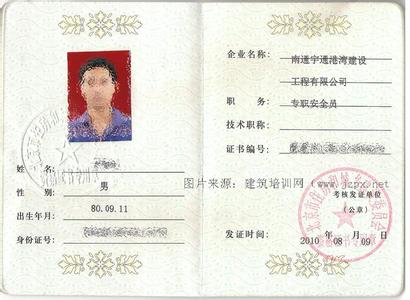 姓 名:
性 别: 男
出生年月: 80.09.11
身份证号:
企业名称: 南通宇通港湾建设
工程有限公司
职 务: 专职安全员
技术职称:
证书编号:
图片来源：建筑培训网 www.jzpx.net
考核发证单位
(公章)
发证时间: 2010 年 08 月 09 日